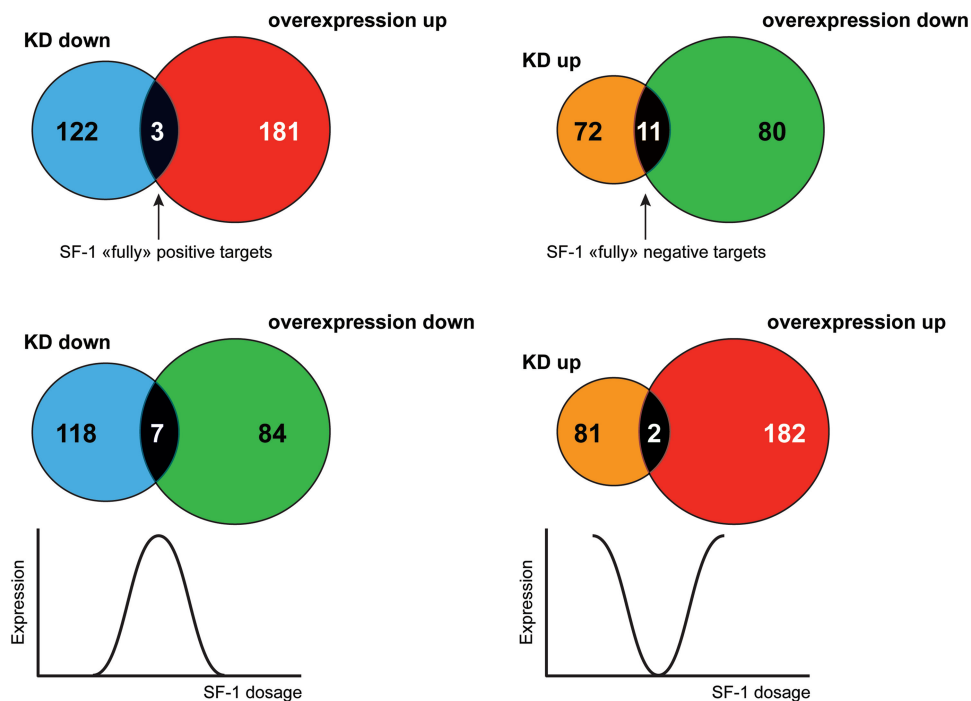 overexpression up
KD down
122
3
181
SF-1 «fully» positive targets
overexpression down
KD up
72
11
80
SF-1 «fully» negative targets
overexpression down
KD down
118
7
84
Expression
SF-1 dosage
overexpression up
KD up
81
2
182
Expression
SF-1 dosage